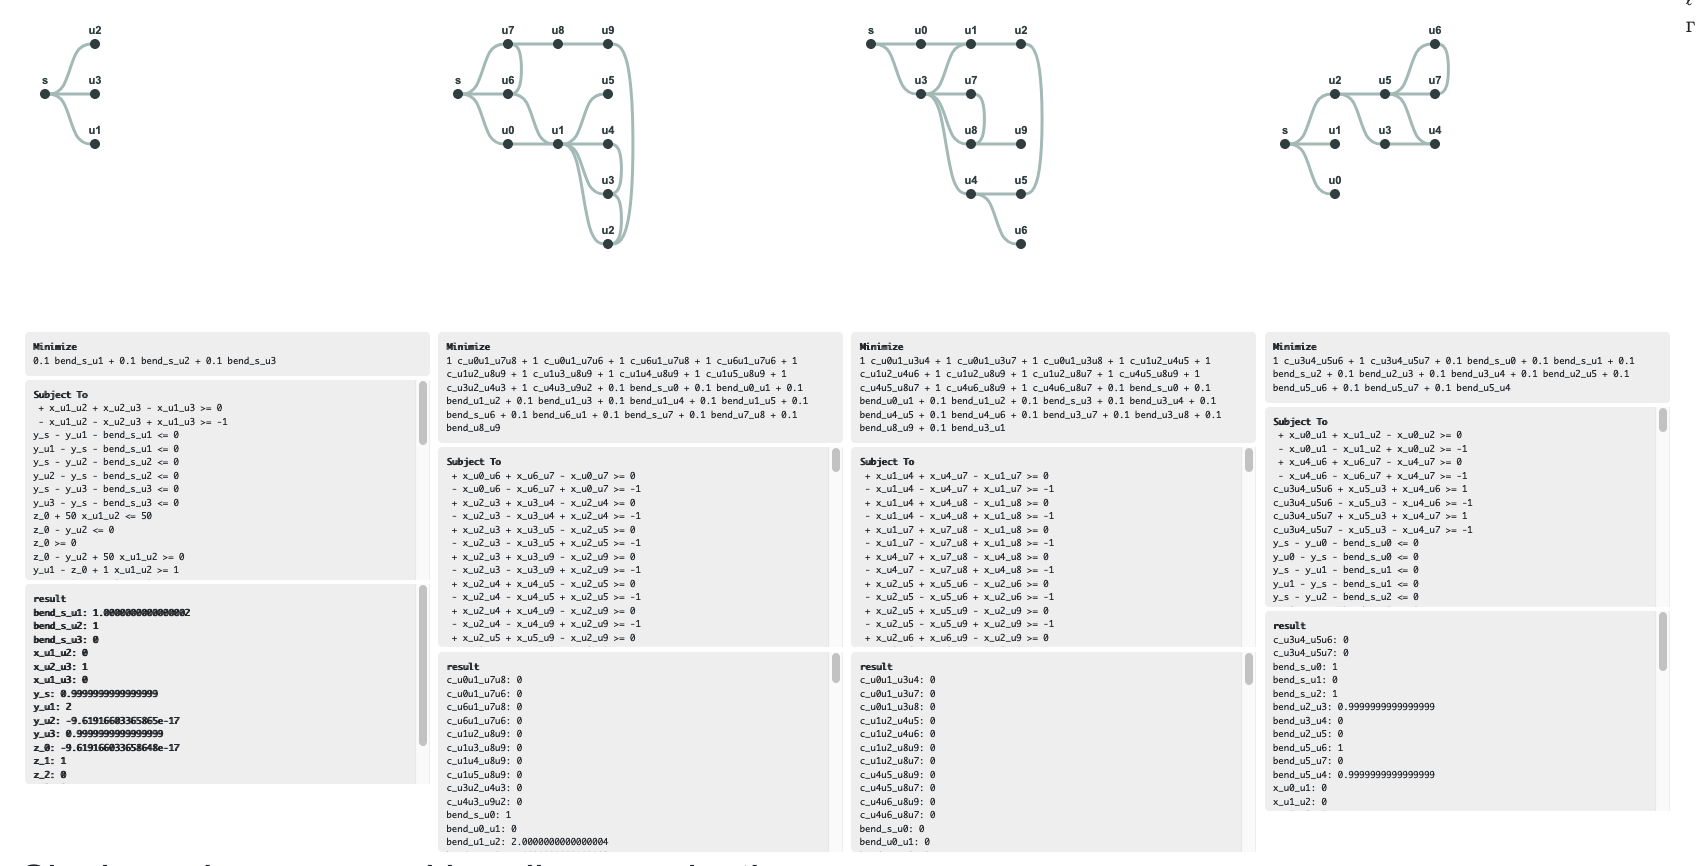 u2
s
u3
u1
u7
u8
u9
s
u6
u5
u0
u1
u4
u3
u2
s
u0
u1
u2
u3
u7
u8
u9
u4
u5
u6
u6
u2
u5
u7
s
u1
u3
u4
u0
Minimize
0.1 bend_s_u1 + 0.1 bend_s_u2 + 0.1 bend_s_u3
Subject To
+ x_u1_u2 + x_u2_u3 - x_u1_u3 >= 0
- x_u1_u2 - x_u2_u3 + x_u1_u3 >= -1
y_s - y_u1 - bend_s_u1 <= 0
y_u1 - y_s - bend_s_u1 <= 0
y_s - y_u2 - bend_s_u2 <= 0
y_u2 - y_s - bend_s_u2 <= 0
y_s - y_u3 - bend_s_u3 <= 0
y_u3 - y_s - bend_s_u3 <= 0
z_0 + 50 x_u1_u2 <= 50
z_0 - y_u2 <= 0
z_0 >= 0
z_0 - y_u2 + 50 x_u1_u2 >= 0
y_u1 - z_0 + 1 x_u1_u2 >= 1
result
bend_s_u1: 1.0000000000000002
bend_s_u2: 1
bend_s_u3: 0
x_u1_u2: 0
x_u2_u3: 1
x_u1_u3: 0
y_s: 0.9999999999999999
y_u1: 2
y_u2: -9.61916603365865e-17
y_u3: 0.9999999999999999
z_0: -9.619166033658648e-17
z_1: 1
z_2: 0
Minimize
1 c_u0u1_u7u8 + 1 c_u0u1_u7u6 + 1 c_u6u1_u7u8 + 1 c_u6u1_u7u6 + 1
c_u1u2_u8u9 + 1 c_u1u3_u8u9 + 1 c_u1u4_u8u9 + 1 c_u1u5_u8u9 + 1
c_u3u2_u4u3 + 1 c_u4u3_u9u2 + 0.1 bend_s_u0 + 0.1 bend_u0_u1 + 0.1
bend_u1_u2 + 0.1 bend_u1_u3 + 0.1 bend_u1_u4 + 0.1 bend_u1_u5 + 0.1
bend_s_u6 + 0.1 bend_u6_u1 + 0.1 bend_s_u7 + 0.1 bend_u7_u8 + 0.1
bend_u8_u9
Subject To
+ x_u0_u6 + x_u6_u7 - x_u0_u7 >= 0
- x_u0_u6 - x_u6_u7 + x_u0_u7 >= -1
+ x_u2_u3 + x_u3_u4 - x_u2_u4 >= 0
- x_u2_u3 - x_u3_u4 + x_u2_u4 >= -1
+ x_u2_u3 + x_u3_u5 - x_u2_u5 >= 0
- x_u2_u3 - x_u3_u5 + x_u2_u5 >= -1
+ x_u2_u3 + x_u3_u9 - x_u2_u9 >= 0
- x_u2_u3 - x_u3_u9 + x_u2_u9 >= -1
+ x_u2_u4 + x_u4_u5 - x_u2_u5 >= 0
- x_u2_u4 - x_u4_u5 + x_u2_u5 >= -1
+ x_u2_u4 + x_u4_u9 - x_u2_u9 >= 0
- x_u2_u4 - x_u4_u9 + x_u2_u9 >= -1
+ x_u2_u5 + x_u5_u9 - x_u2_u9 >= 0
result
c_u0u1_u7u8: 0
c_u0u1_u7u6: 0
c_u6u1_u7u8: 0
c_u6u1_u7u6: 0
c_u1u2_u8u9: 0
c_u1u3_u8u9: 0
c_u1u4_u8u9: 0
c_u1u5_u8u9: 0
c_u3u2_u4u3: 0
c_u4u3_u9u2: 0
bend_s_u0: 1
bend_u0_u1: 0
bend_u1_u2: 2.0000000000000004
Minimize
1 c_u0u1_u3u4 + 1 c_u0u1_u3u7 + 1 c_u0u1_u3u8 + 1 c_u1u2_u4u5 + 1
c_u1u2_u4u6 + 1 c_u1u2_u8u9 + 1 c_u1u2_u8u7 + 1 c_u4u5_u8u9 + 1
c_u4u5_u8u7 + 1 c_u4u6_u8u9 + 1 c_u4u6_u8u7 + 0.1 bend_s_u0 + 0.1
bend_u0_u1 + 0.1 bend_u1_u2 + 0.1 bend_s_u3 + 0.1 bend_u3_u4 + 0.1
bend_u4_u5 + 0.1 bend_u4_u6 + 0.1 bend_u3_u7 + 0.1 bend_u3_u8 + 0.1
bend_u8_u9 + 0.1 bend_u3_u1
Subject To
+ x_u1_u4 + x_u4_u7 - x_u1_u7 >= 0
- x_u1_u4 - x_u4_u7 + x_u1_u7 >= -1
+ x_u1_u4 + x_u4_u8 - x_u1_u8 >= 0
- x_u1_u4 - x_u4_u8 + x_u1_u8 >= -1
+ x_u1_u7 + x_u7_u8 - x_u1_u8 >= 0
- x_u1_u7 - x_u7_u8 + x_u1_u8 >= -1
+ x_u4_u7 + x_u7_u8 - x_u4_u8 >= 0
- x_u4_u7 - x_u7_u8 + x_u4_u8 >= -1
+ x_u2_u5 + x_u5_u6 - x_u2_u6 >= 0
- x_u2_u5 - x_u5_u6 + x_u2_u6 >= -1
+ x_u2_u5 + x_u5_u9 - x_u2_u9 >= 0
- x_u2_u5 - x_u5_u9 + x_u2_u9 >= -1
+ x_u2_u6 + x_u6_u9 - x_u2_u9 >= 0
result
c_u0u1_u3u4: 0
c_u0u1_u3u7: 0
c_u0u1_u3u8: 0
c_u1u2_u4u5: 0
c_u1u2_u4u6: 0
c_u1u2_u8u9: 0
c_u1u2_u8u7: 0
c_u4u5_u8u9: 0
c_u4u5_u8u7: 0
c_u4u6_u8u9: 0
c_u4u6_u8u7: 0
bend_s_u0: 0
bend_u0_u1: 0
Minimize
1 c_u3u4_u5u6 + 1 c_u3u4_u5u7 + 0.1 bend_s_u0 + 0.1 bend_s_u1 + 0.1
bend_s_u2 + 0.1 bend_u2_u3 + 0.1 bend_u3_u4 + 0.1 bend_u2_u5 + 0.1
bend_u5_u6 + 0.1 bend_u5_u7 + 0.1 bend_u5_u4
Subject To
+ x_u0_u1 + x_u1_u2 - x_u0_u2 >= 0
- x_u0_u1 - x_u1_u2 + x_u0_u2 >= -1
+ x_u4_u6 + x_u6_u7 - x_u4_u7 >= 0
- x_u4_u6 - x_u6_u7 + x_u4_u7 >= -1
c_u3u4_u5u6 + x_u5_u3 + x_u4_u6 >= 1
c_u3u4_u5u6 - x_u5_u3 - x_u4_u6 >= -1
c_u3u4_u5u7 + x_u5_u3 + x_u4_u7 >= 1
c_u3u4_u5u7 - x_u5_u3 - x_u4_u7 >= -1
y_s - y_u0 - bend_s_u0 <= 0
y_u0 - y_s - bend_s_u0 <= 0
y_s - y_u1 - bend_s_u1 <= 0
y_u1 - y_s - bend_s_u1 <= 0
y_s - y_u2 - bend_s_u2 <= 0
result
c_u3u4_u5u6: 0
c_u3u4_u5u7: 0
bend_s_u0: 1
bend_s_u1: 0
bend_s_u2: 1
bend_u2_u3: 0.9999999999999999
bend_u3_u4: 0
bend_u2_u5: 0
bend_u5_u6: 1
bend_u5_u7: 0
bend_u5_u4: 0.9999999999999999
x_u0_u1: 0
x_u1_u2: 0